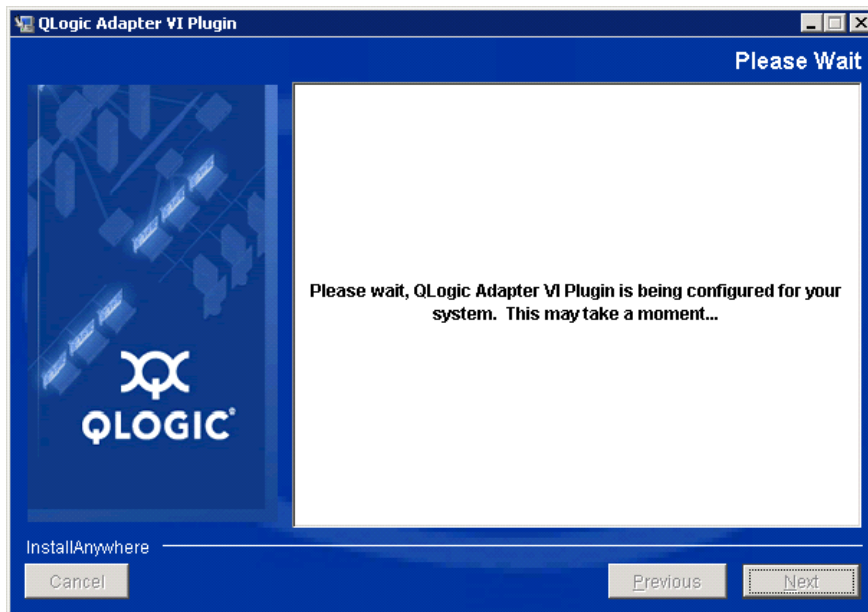 QLogic Adapter VI Plugin
Please Wait
Please wait, QLogic Adapter VI Plugin is being configured for your
system. This may take a moment...
QLOGIC®
InstallAnywhere
Cancel
Previous
Next